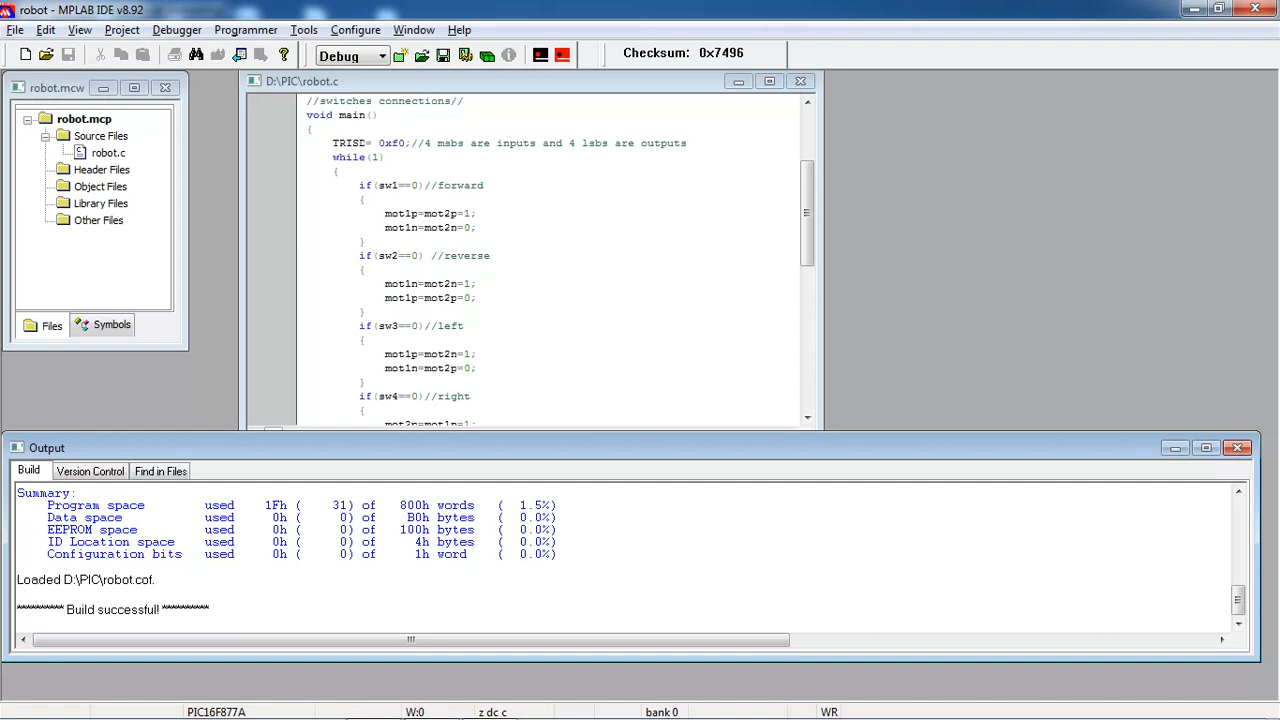 robot - MPLAB IDE v8.92
File Edit View Project Debugger Programmer Tools Configure Window Help
Debug
Checksum: 0x7496
robot.mcw
robot.mcp
Source Files
robot.c
Header Files
Object Files
Library Files
Other Files
Files Symbols
D:\PIC\robot.c
//switches connections//
void main()
{
TRISD= 0xf0;//4 msbs are inputs and 4 lsbs are outputs
while(1)
{
if(sw1==0)//forward
{
mot1p=mot2p=1;
mot1n=mot2n=0;
}
if(sw2==0) //reverse
{
mot1n=mot2n=1;
mot1p=mot2p=0;
}
if(sw3==0)//left
{
mot1p=mot2n=1;
mot1n=mot2p=0;
}
if(sw4==0)//right
{
mot2p=mot1n=1;
Output
Build Version Control Find in Files
Summary:
Program space used 1Fh ( 31) of 800h words ( 1.5%)
Data space used 0h ( 0) of B0h bytes ( 0.0%)
EEPROM space used 0h ( 0) of 100h bytes ( 0.0%)
ID Location space used 0h ( 0) of 4h bytes ( 0.0%)
Configuration bits used 0h ( 0) of 1h word ( 0.0%)
Loaded D:\PIC\robot.cof.
********** Build successful! **********
PIC16F877A W:0 z dc c bank 0 WR